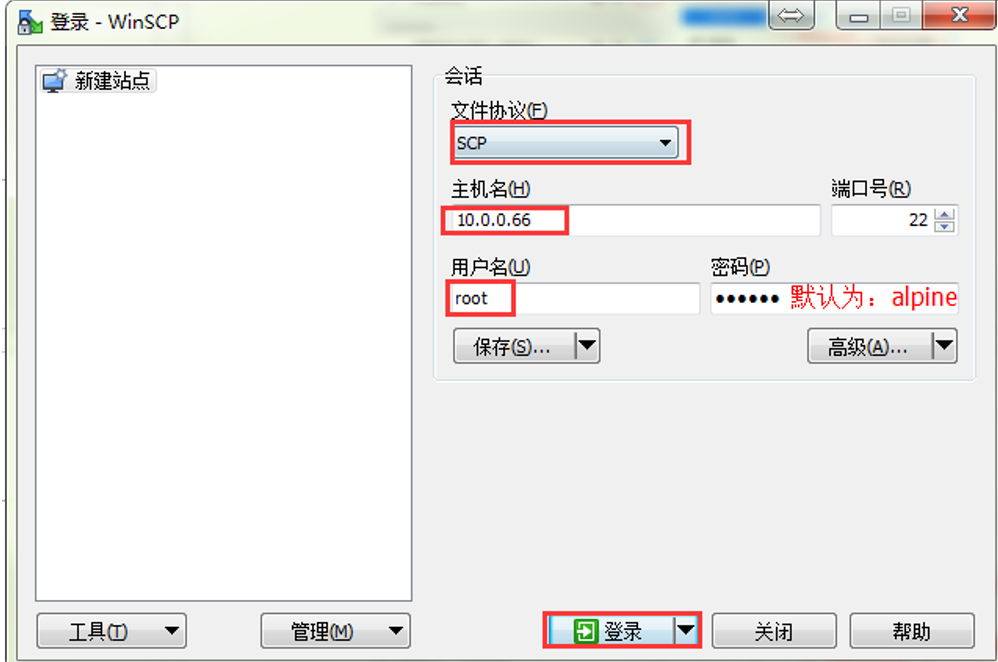 登录 - WinSCP
新建站点
会话
文件协议(F)
SCP
主机名(H)
端口号(R)
10.0.0.66
22
用户名(U)
密码(P)
root
●●●●●● 默认为：alpine
保存(S)...
高级(A)...
工具(T)
管理(M)
登录
关闭
帮助